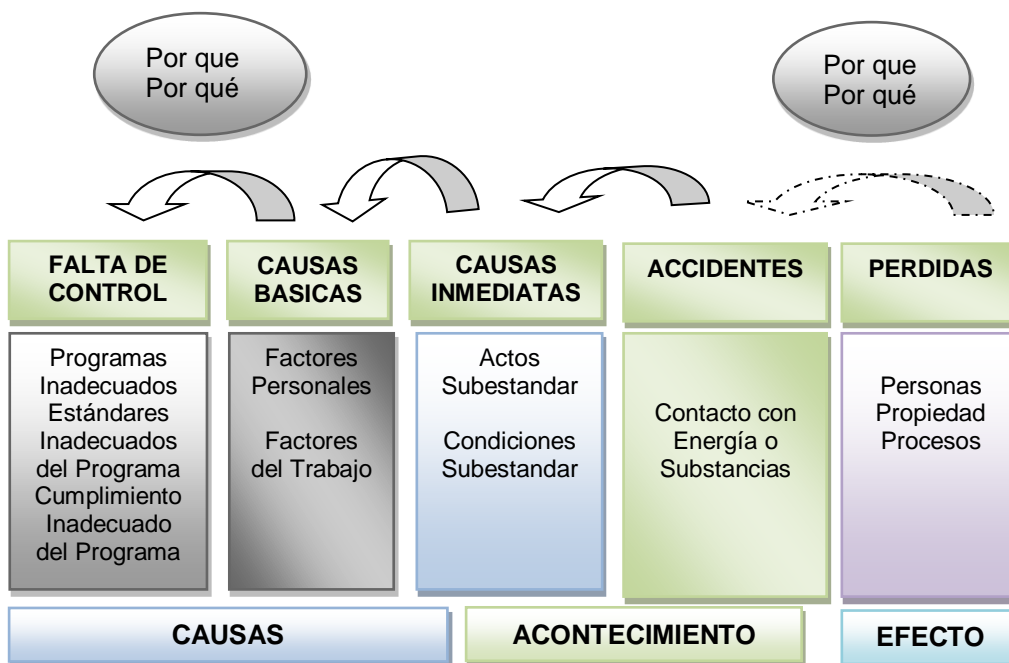 Por que
Por qué
Por que
Por qué
FALTA DE
CONTROL
CAUSAS
BASICAS
CAUSAS
INMEDIATAS
ACCIDENTES
PERDIDAS
Programas
Inadecuados
Estándares
Inadecuados
del Programa
Cumplimiento
Inadecuado
del Programa
Factores
Personales
Factores
del Trabajo
Actos
Subestandar
Condiciones
Subestandar
Contacto con
Energía o
Substancias
Personas
Propiedad
Procesos
CAUSAS
ACONTECIMIENTO
EFECTO